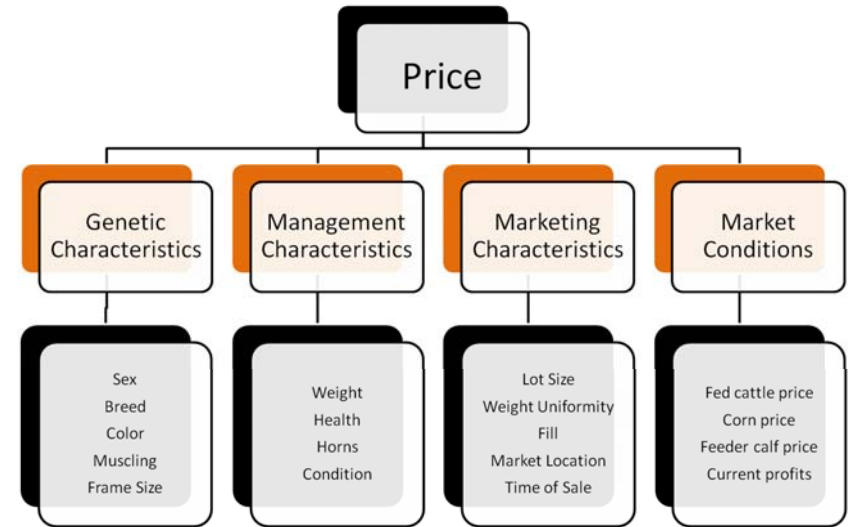 Price
Genetic
Characteristics
Management
Characteristics
Marketing
Characteristics
Market
Conditions
Sex
Breed
Color
Muscling
Frame Size
Weight
Health
Horns
Condition
Lot Size
Weight Uniformity
Fill
Market Location
Time of Sale
Fed cattle price
Corn price
Feeder calf price
Current profits